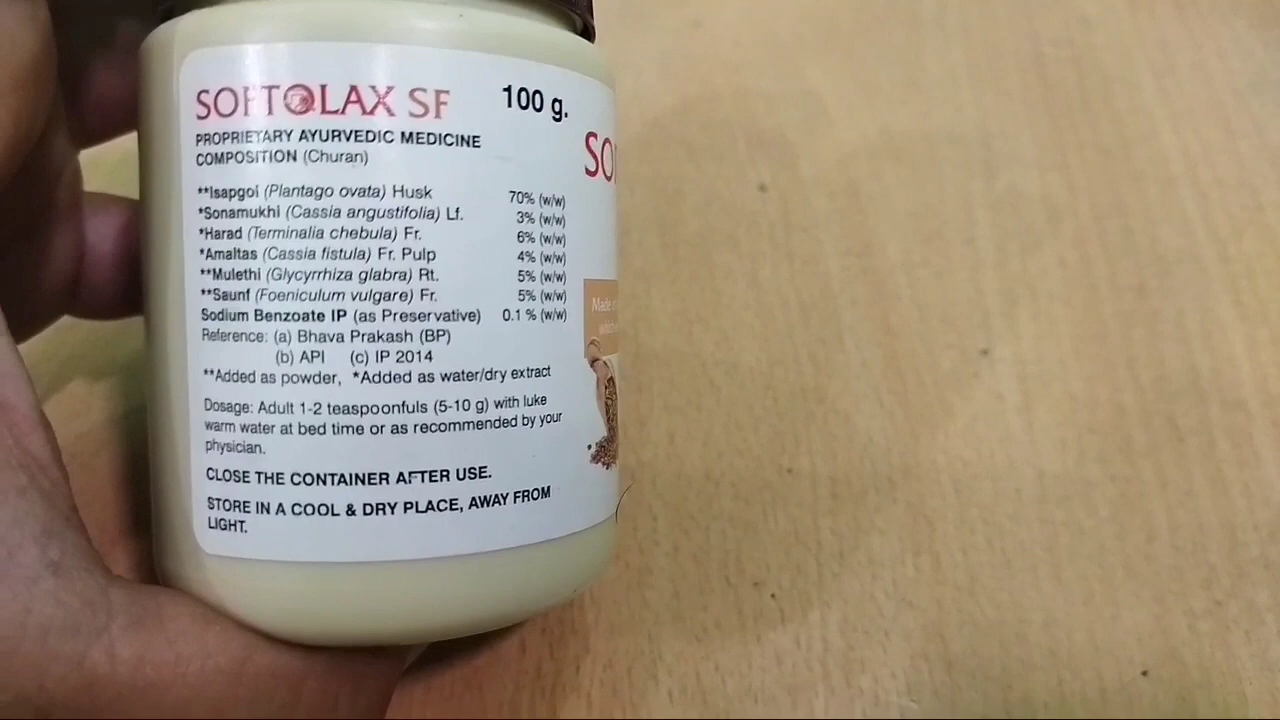 SOFTOLAX SF 100 g.
PROPRIETARY AYURVEDIC MEDICINE
COMPOSITION (Churan)
**Isapgol (Plantago ovata) Husk 70% (w/w)
*Sonamukhi (Cassia angustifolia) Lf. 3% (w/w)
*Harad (Terminalia chebula) Fr. 6% (w/w)
*Amaltas (Cassia fistula) Fr. Pulp 4% (w/w)
**Mulethi (Glycyrrhiza glabra) Rt. 5% (w/w)
**Saunf (Foeniculum vulgare) Fr. 5% (w/w)
Sodium Benzoate IP (as Preservative) 0.1 % (w/w)
Reference: (a) Bhava Prakash (BP)
(b) API (c) IP 2014
**Added as powder, *Added as water/dry extract
Dosage: Adult 1-2 teaspoonfuls (5-10 g) with luke
warm water at bed time or as recommended by your
physician.
CLOSE THE CONTAINER AFTER USE.
STORE IN A COOL & DRY PLACE, AWAY FROM
LIGHT.
SO
Made